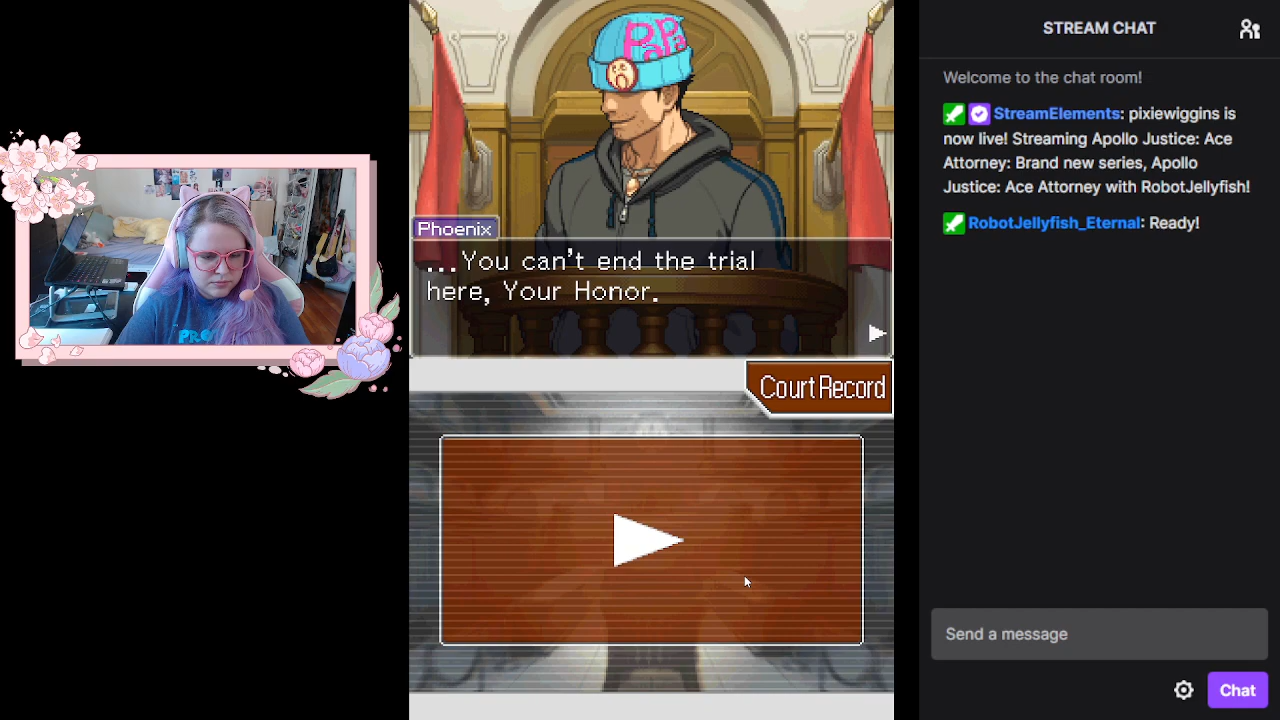 PaPa
Phoenix
...You can't end the trial
here, Your Honor.
Court Record
STREAM CHAT
Welcome to the chat room!
StreamElements: pixiewiggins is
now live! Streaming Apollo Justice: Ace
Attorney: Brand new series, Apollo
Justice: Ace Attorney with RobotJellyfish!
RobotJellyfish_Eternal: Ready!
Send a message
Chat